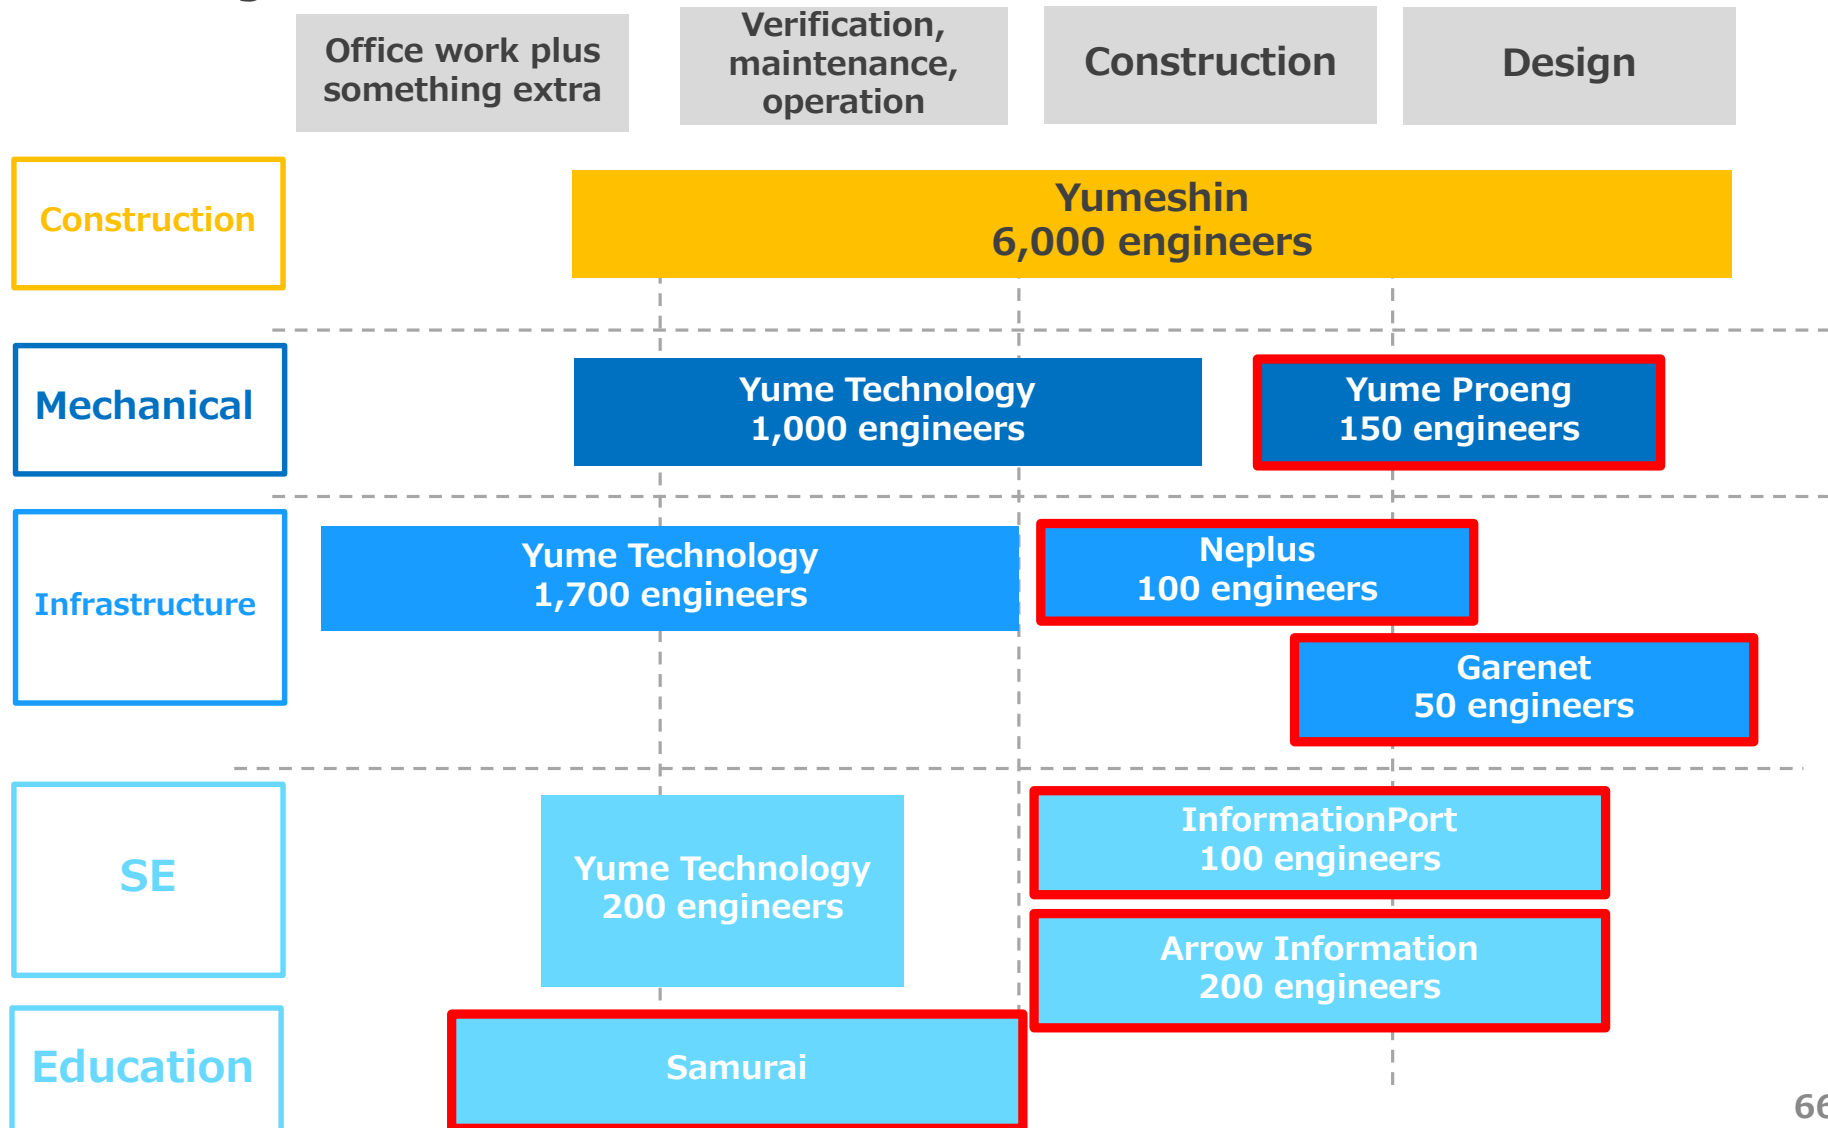 Office work plus
something extra
Verification,
maintenance,
operation
Construction
Design
Construction
Yumeshin
6,000 engineers
Mechanical
Yume Technology
1,000 engineers
Yume Proeng
150 engineers
Infrastructure
Yume Technology
1,700 engineers
Neplus
100 engineers
Garenet
50 engineers
SE
Yume Technology
200 engineers
InformationPort
100 engineers
Arrow Information
200 engineers
Education
Samurai
66